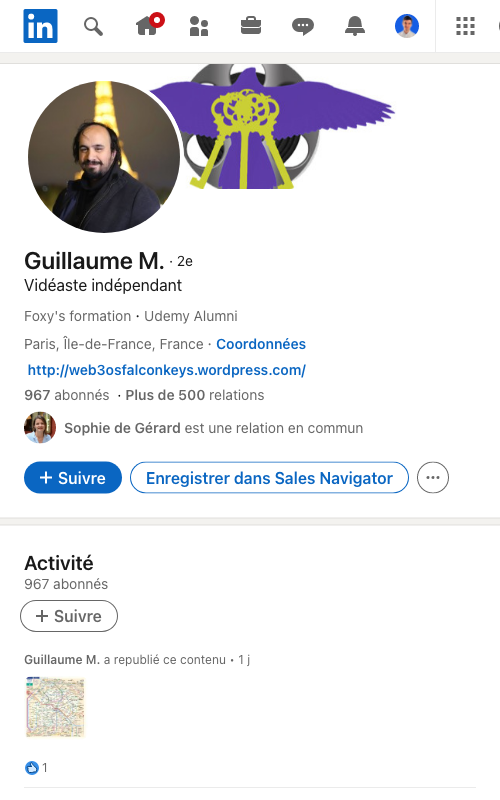 in
Guillaume M. · 2e
Vidéaste indépendant
Foxy's formation • Udemy Alumni
Paris, Île-de-France, France · Coordonnées
http://web3osfalconkeys.wordpress.com/
967 abonnés · Plus de 500 relations
Sophie de Gérard est une relation en commun
+ Suivre
Enregistrer dans Sales Navigator
Activité
967 abonnés
+ Suivre
Guillaume M. a republié ce contenu • 1 j
1